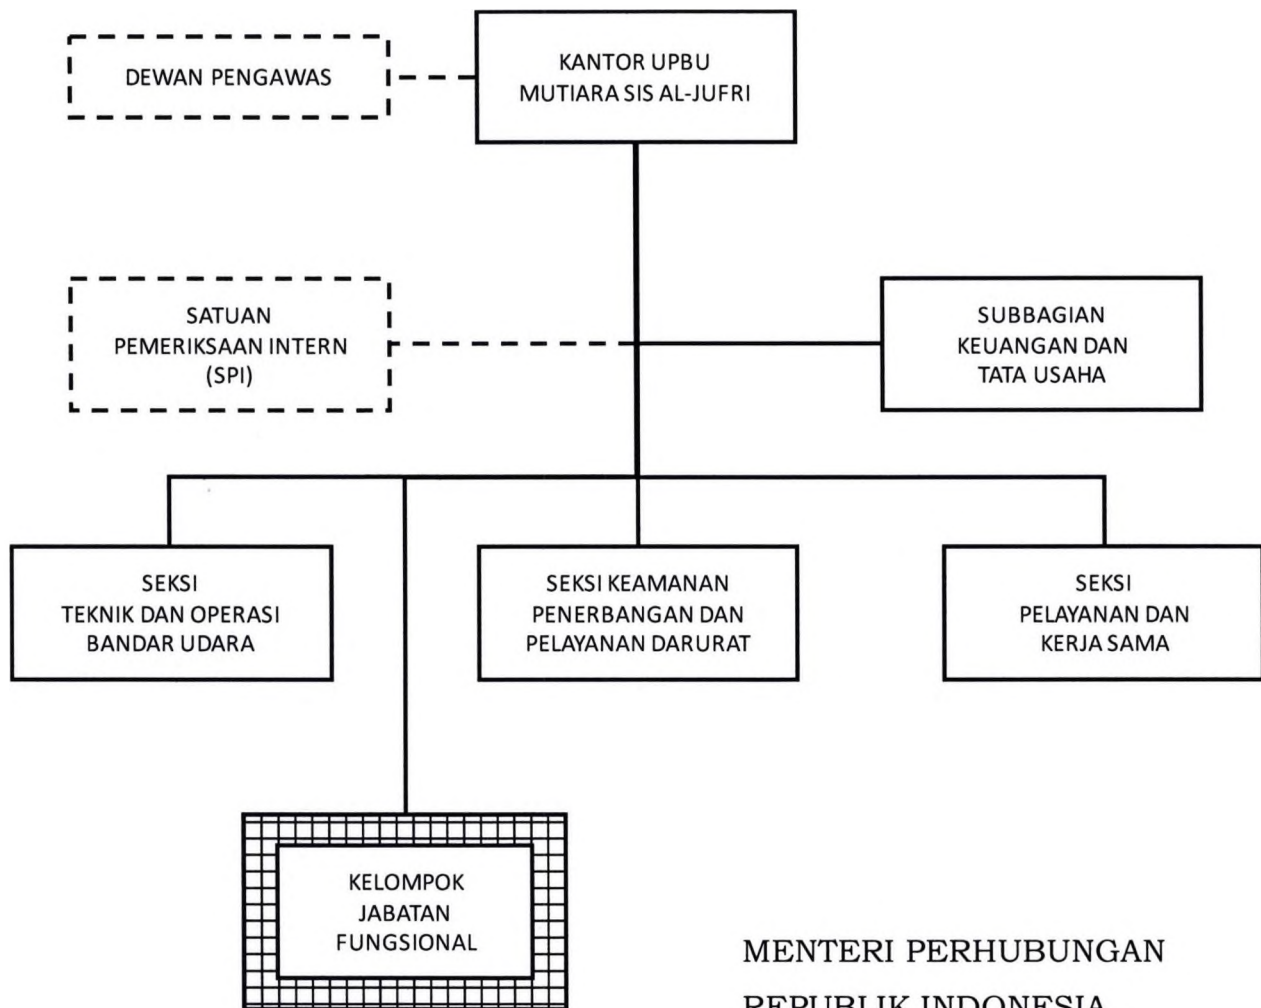 DEWAN PENGAWAS
KANTOR UPBU
MUTIARA SIS AL-JUFRI
SATUAN
PEMERIKSAAN INTERN
(SPI)
SUBBAGIAN
KEUANGAN DAN
TATA USAHA
SEKSI
TEKNIK DAN OPERASI
BANDAR UDARA
SEKSI KEAMANAN
PENERBANGAN DAN
PELAYANAN DARURAT
SEKSI
PELAYANAN DAN
KERJA SAMA
KELOMPOK
JABATAN
FUNGSIONAL
MENTERI PERHUBUNGAN
REPUBLIK INDONESIA